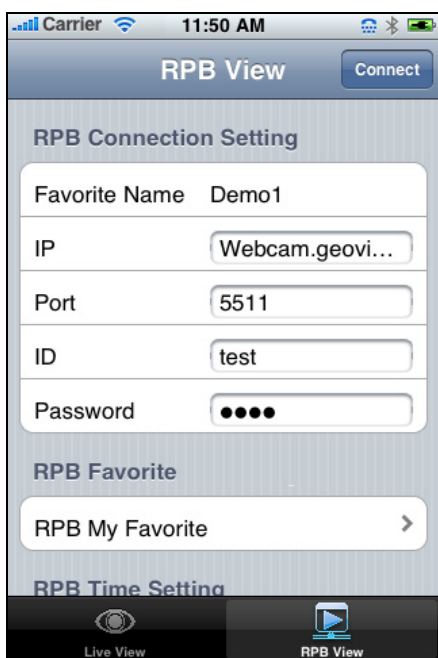 Carrier 11:50 AM
RPB View Connect
RPB Connection Setting
Favorite Name Demo1
IP Webcam.geovi...
Port 5511
ID test
Password ●●●●
RPB Favorite
RPB My Favorite
RPB Time Setting
Live View RPB View